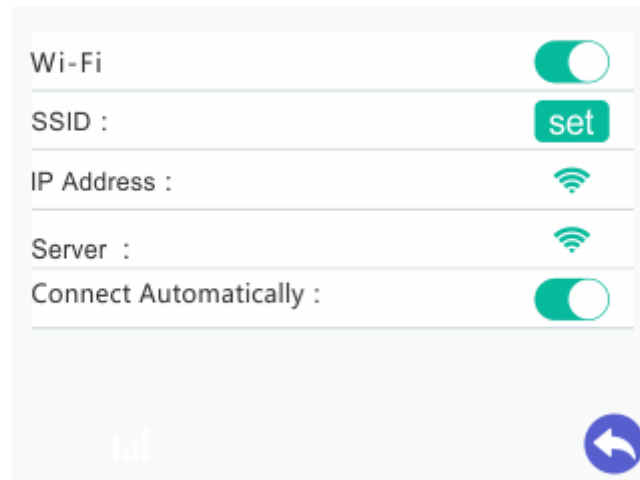 Wi-Fi
SSID :
set
IP Address :
Server :
Connect Automatically :